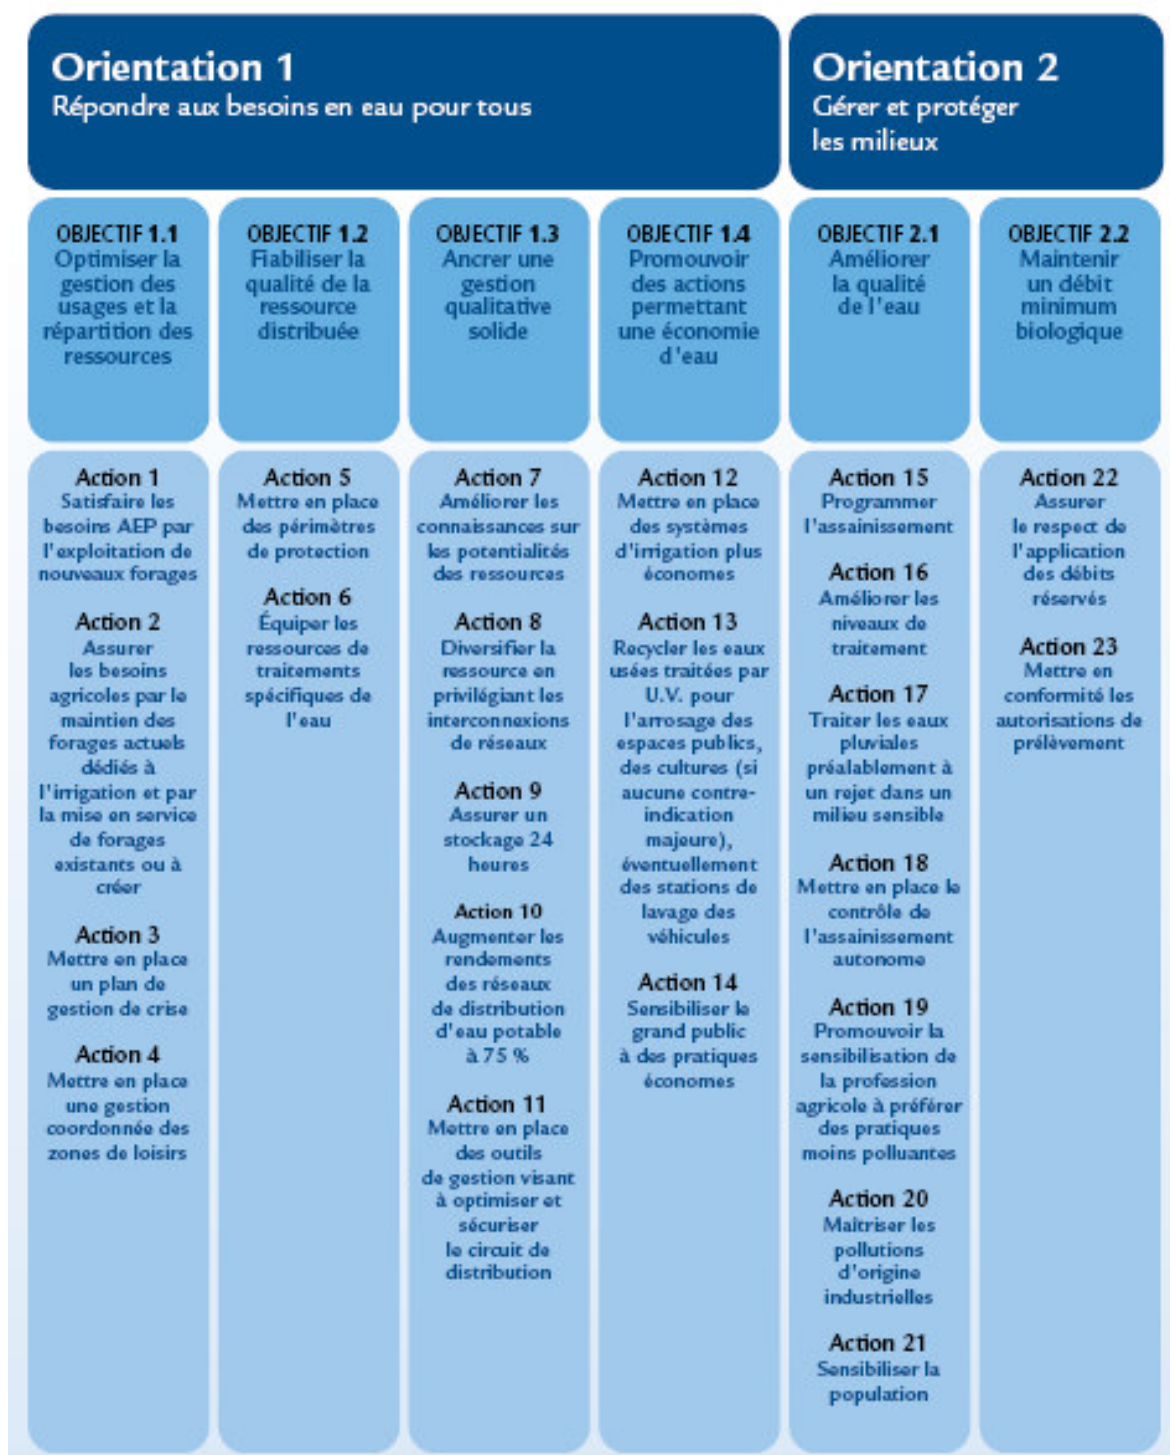 Orientation 1
Répondre aux besoins en eau pour tous
Orientation 2
Gérer et protéger
les milieux
OBJECTIF 1.1
Optimiser la
gestion des
usages et la
répartition des
ressources
OBJECTIF 1.2
Fiabiliser la
qualité de la
ressource
distribuée
OBJECTIF 1.3
Ancrer une
gestion
qualitative
solide
OBJECTIF 1.4
Promouvoir
des actions
permettant
une économie
d'eau
OBJECTIF 2.1
Améliorer
la qualité
de l'eau
OBJECTIF 2.2
Maintenir
un débit
minimum
biologique
Action 1
Satisfaire les
besoins AEP par
l'exploitation de
nouveaux forages
Action 2
Assurer
les besoins
agricoles par le
maintien des
forages actuels
dédiés à
l'irrigation et par
la mise en service
de forages
existants ou à
créer
Action 3
Mettre en place
un plan de
gestion de crise
Action 4
Mettre en place
une gestion
coordonnée des
zones de loisirs
Action 5
Mettre en place
des périmètres
de protection
Action 6
Équiper les
ressources de
traitements
spécifiques de
l'eau
Action 7
Améliorer les
connaissances sur
les potentialités
des ressources
Action 8
Diversifier la
ressource en
privilégiant les
interconnexions
de réseaux
Action 9
Assurer un
stockage 24
heures
Action 10
Augmenter les
rendements
des réseaux
de distribution
d'eau potable
à 75 %
Action 11
Mettre en place
des outils
de gestion visant
à optimiser et
sécuriser
le circuit de
distribution
Action 12
Mettre en place
des systèmes
d'irrigation plus
économes
Action 13
Recycler les eaux
usées traitées par
U.V. pour
l'arrosage des
espaces publics,
des cultures (si
aucune contre-
indication
majeure),
éventuellement
des stations de
lavage des
véhicules
Action 14
Sensibiliser le
grand public
à des pratiques
économes
Action 15
Programmer
l'assainissement
Action 16
Améliorer les
niveaux de
traitement
Action 17
Traiter les eaux
pluviales
préalablement à
un rejet dans un
milieu sensible
Action 18
Mettre en place le
contrôle de
l'assainissement
autonome
Action 19
Promouvoir la
sensibilisation de
la profession
agricole à préférer
des pratiques
moins polluantes
Action 20
Maîtriser les
pollutions
d'origine
industrielles
Action 21
Sensibiliser la
population
Action 22
Assurer
le respect de
l'application
des débits
réservés
Action 23
Mettre en
conformité les
autorisations de
prélèvement